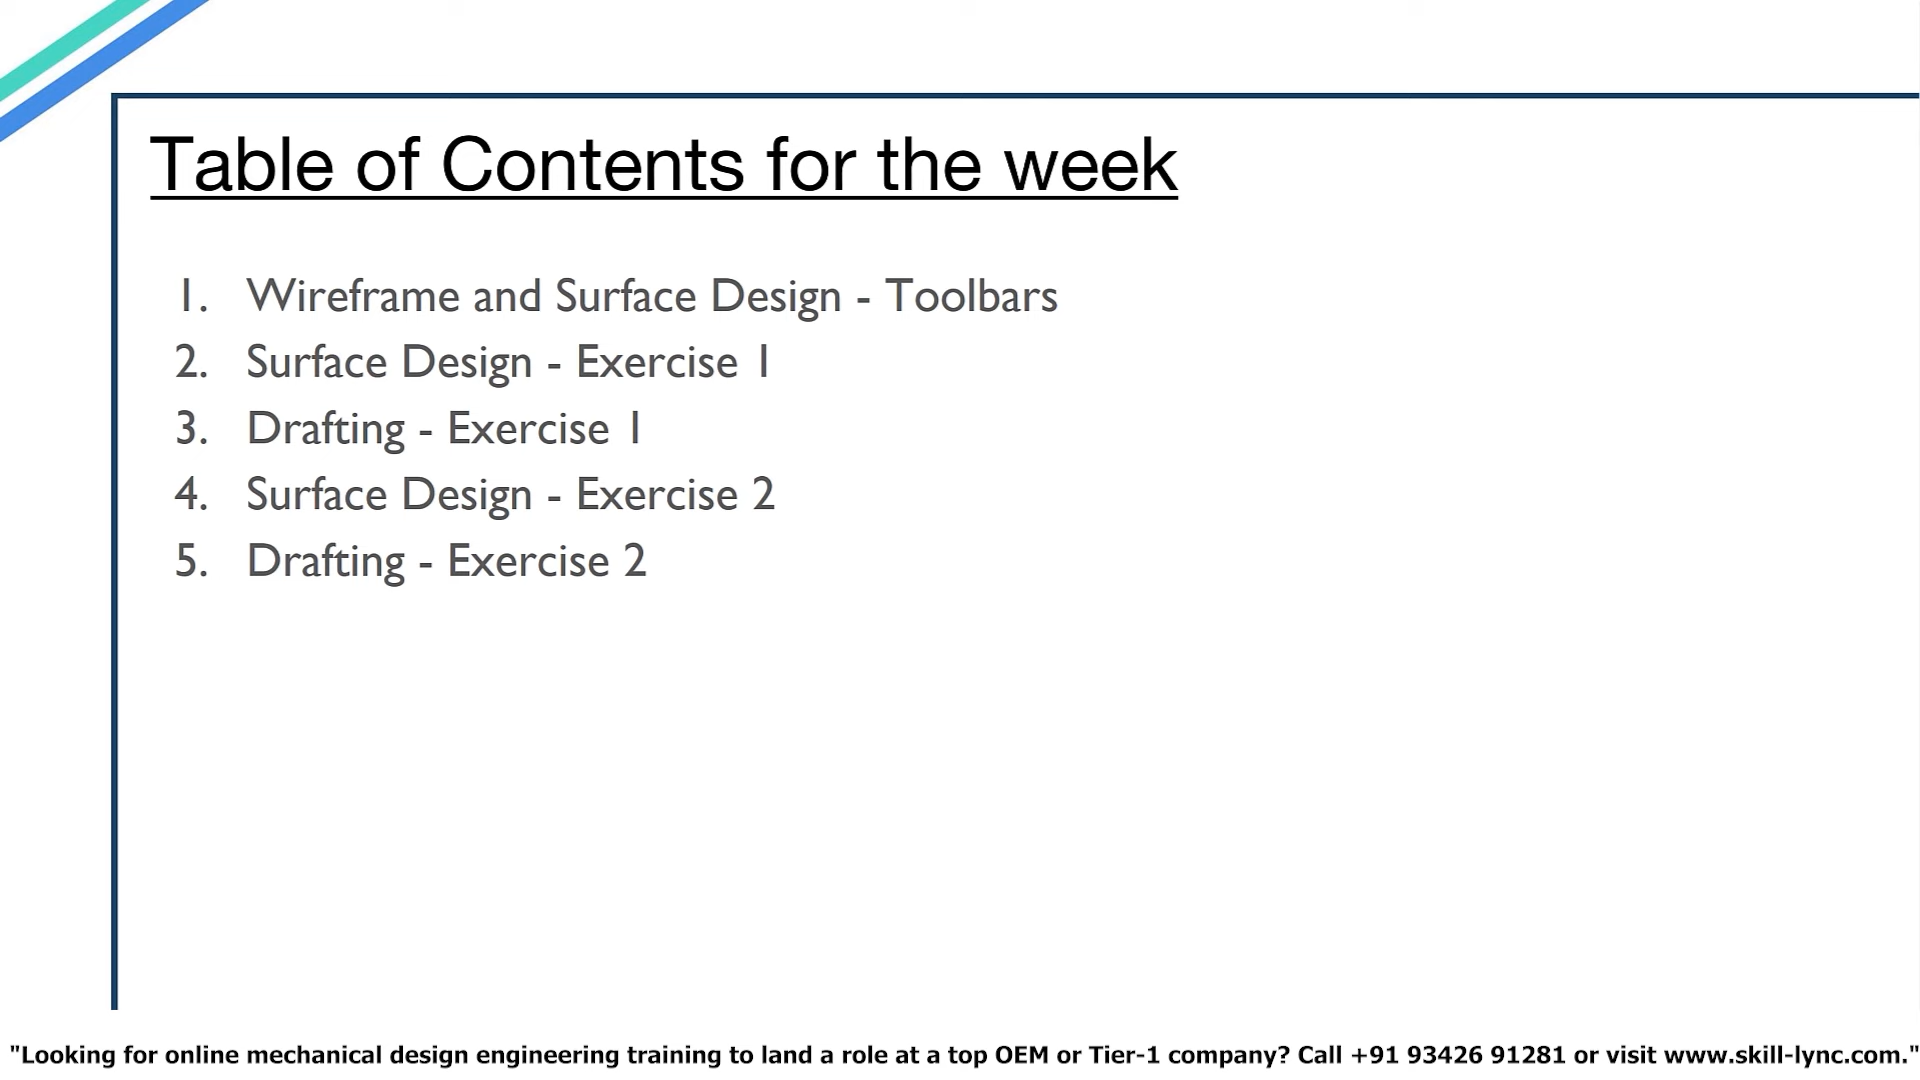 Table of Contents for the week
1. Wireframe and Surface Design - Toolbars
2. Surface Design - Exercise 1
3. Drafting - Exercise 1
4. Surface Design - Exercise 2
5. Drafting - Exercise 2
"Looking for online mechanical design engineering training to land a role at a top OEM or Tier-1 company? Call +91 93426 91281 or visit www.skill-lync.com."